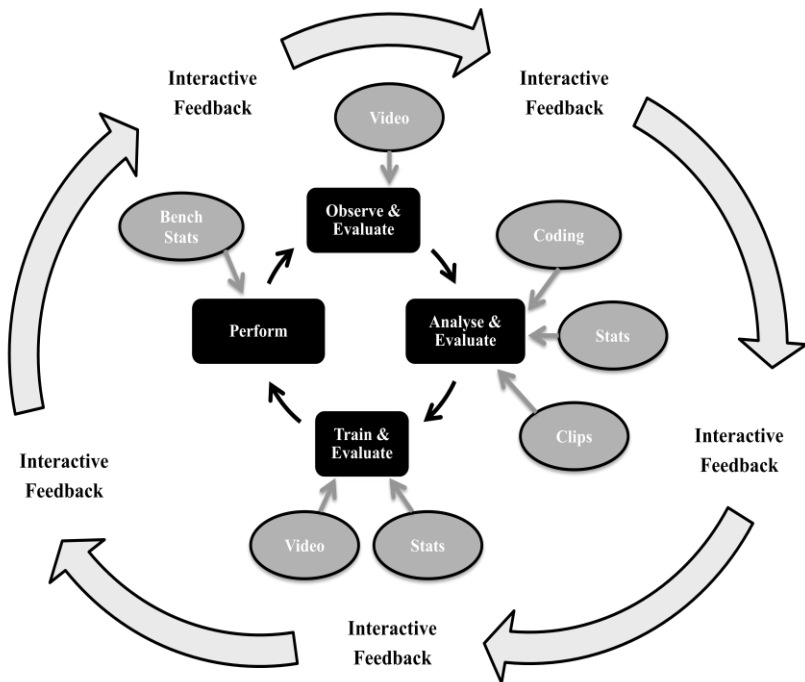 Interactive
Feedback
Interactive
Feedback
Video
Observe &
Evaluate
Bench
Stats
Coding
Perform
Analyse &
Evaluate
Stats
Train &
Evaluate
Clips
Interactive
Feedback
Interactive
Feedback
Video
Stats
Interactive
Feedback